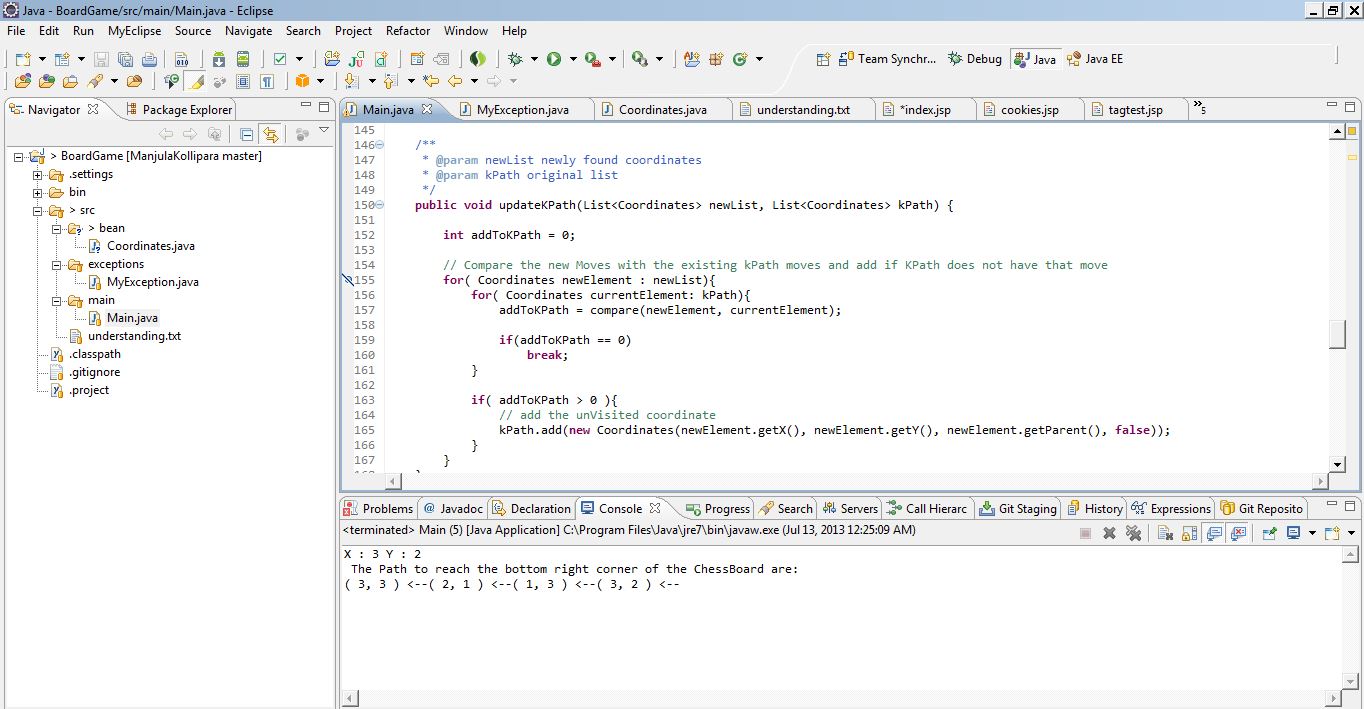 Java - BoardGame/src/main/Main.java - Eclipse
File Edit Run MyEclipse Source Navigate Search Project Refactor Window Help
Team Synchr... Debug Java Java EE
Navigator Package Explorer
> BoardGame [ManjulaKollipara master]
.settings
bin
> src
> bean
Coordinates.java
exceptions
MyException.java
main
Main.java
understanding.txt
.classpath
.gitignore
.project
Main.java MyException.java Coordinates.java understanding.txt *index.jsp cookies.jsp tagtest.jsp »5
145
146 /**
147 * @param newList newly found coordinates
148 * @param kPath original list
149 */
150 public void updateKPath(List<Coordinates> newList, List<Coordinates> kPath) {
151
152 int addToKPath = 0;
153
154 // Compare the new Moves with the existing kPath moves and add if KPath does not have that move
155 for( Coordinates newElement : newList){
156 for( Coordinates currentElement: kPath){
157 addToKPath = compare(newElement, currentElement);
158
159 if(addToKPath == 0)
160 break;
161 }
162
163 if( addToKPath > 0 ){
164 // add the unVisited coordinate
165 kPath.add(new Coordinates(newElement.getX(), newElement.getY(), newElement.getParent(), false));
166 }
167 }
Problems @ Javadoc Declaration Console Progress Search Servers Call Hierarc Git Staging History Expressions Git Reposito
<terminated> Main (5) [Java Application] C:\Program Files\Java\jre7\bin\javaw.exe (Jul 13, 2013 12:25:09 AM)
X : 3 Y : 2
The Path to reach the bottom right corner of the ChessBoard are:
( 3, 3 ) <--( 2, 1 ) <--( 1, 3 ) <--( 3, 2 ) <--